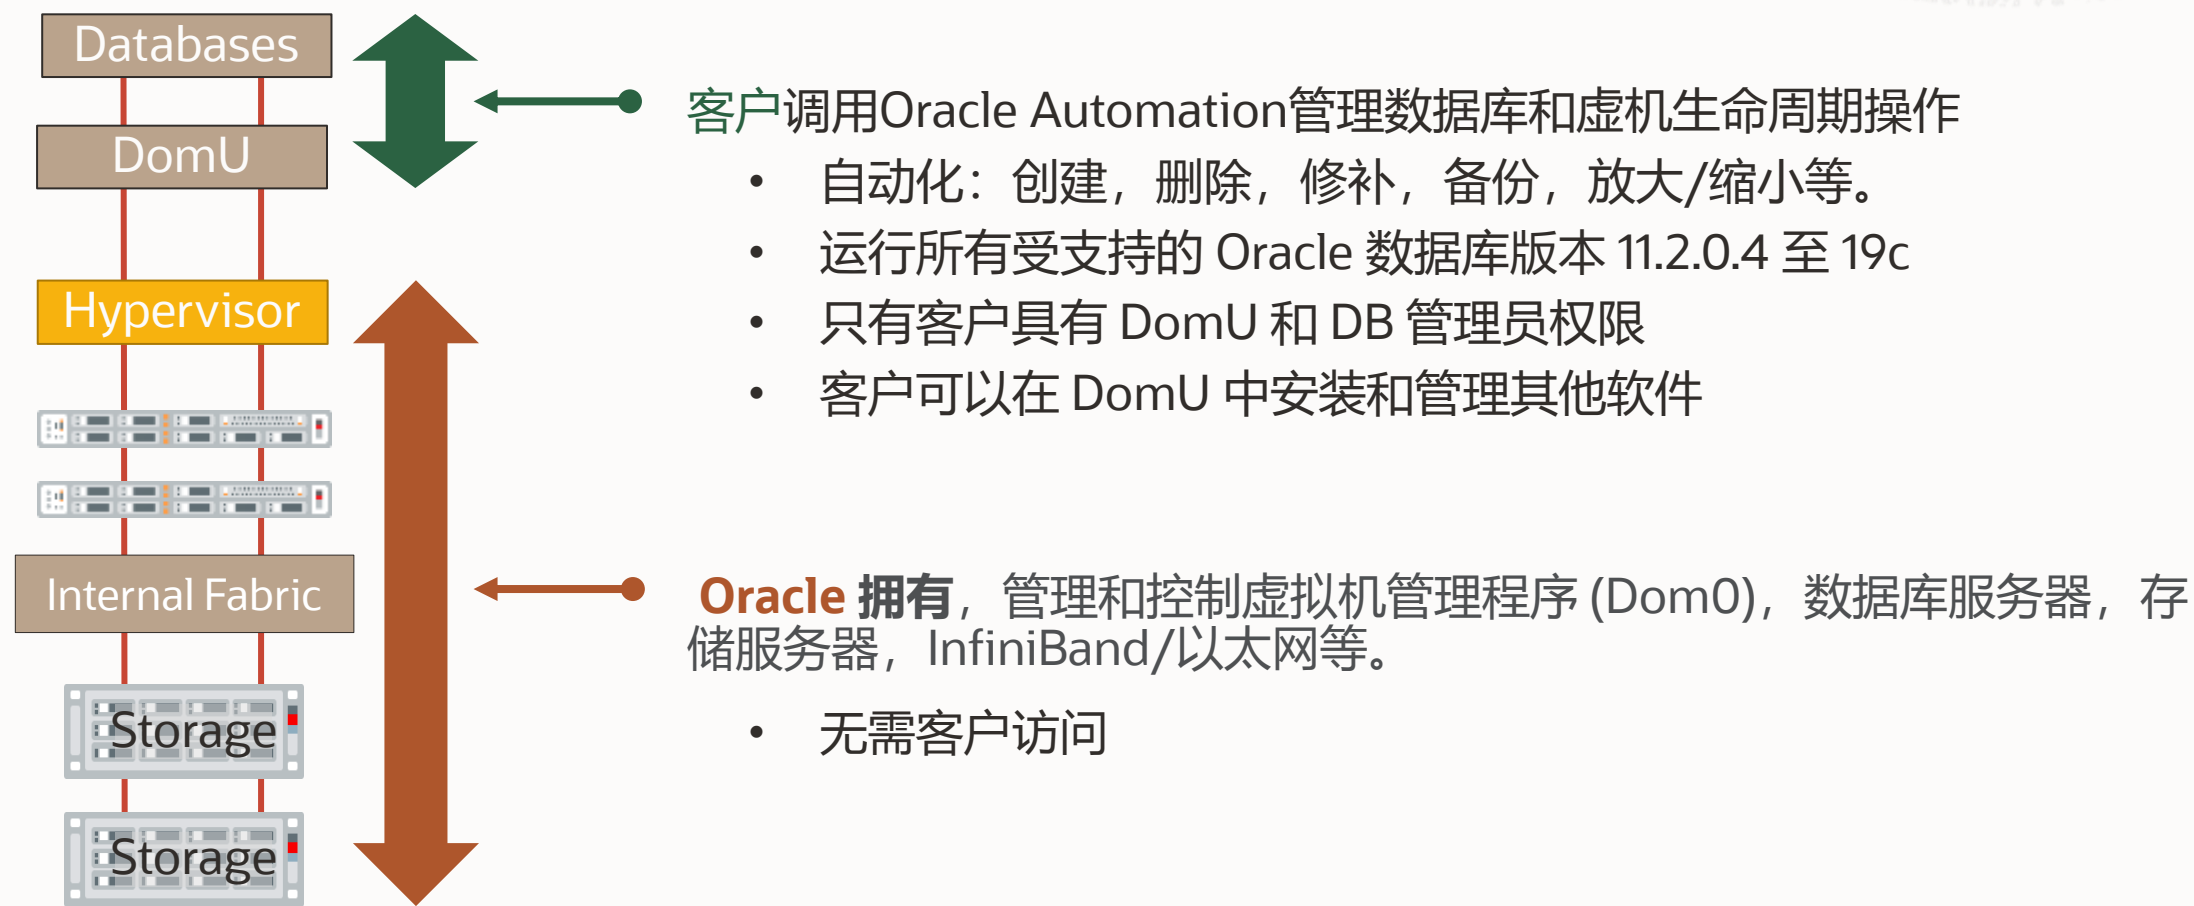 Databases
DomU
Hypervisor
Internal Fabric
Storage
Storage
客户调用Oracle Automation管理数据库和虚机生命周期操作
• 自动化：创建，删除，修补，备份，放大/缩小等。
• 运行所有受支持的 Oracle 数据库版本 11.2.0.4 至 19c
• 只有客户具有 DomU 和 DB 管理员权限
• 客户可以在 DomU 中安装和管理其他软件
Oracle 拥有，管理和控制虚拟机管理程序 (Dom0)，数据库服务器，存
储服务器，InfiniBand/以太网等。
• 无需客户访问